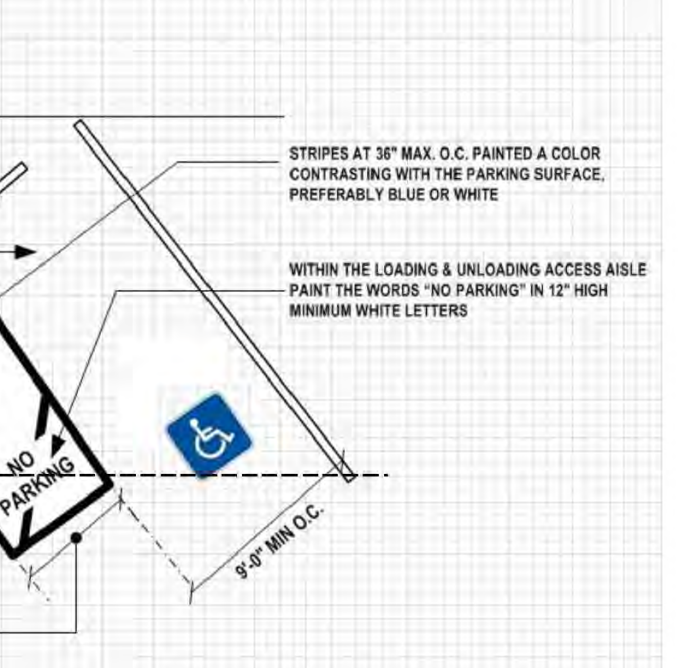 STRIPES AT 36" MAX. O.C. PAINTED A COLOR
CONTRASTING WITH THE PARKING SURFACE,
PREFERABLY BLUE OR WHITE
WITHIN THE LOADING & UNLOADING ACCESS AISLE
PAINT THE WORDS “NO PARKING” IN 12" HIGH
MINIMUM WHITE LETTERS
NO
PARKING
9'-0" MIN O.C.